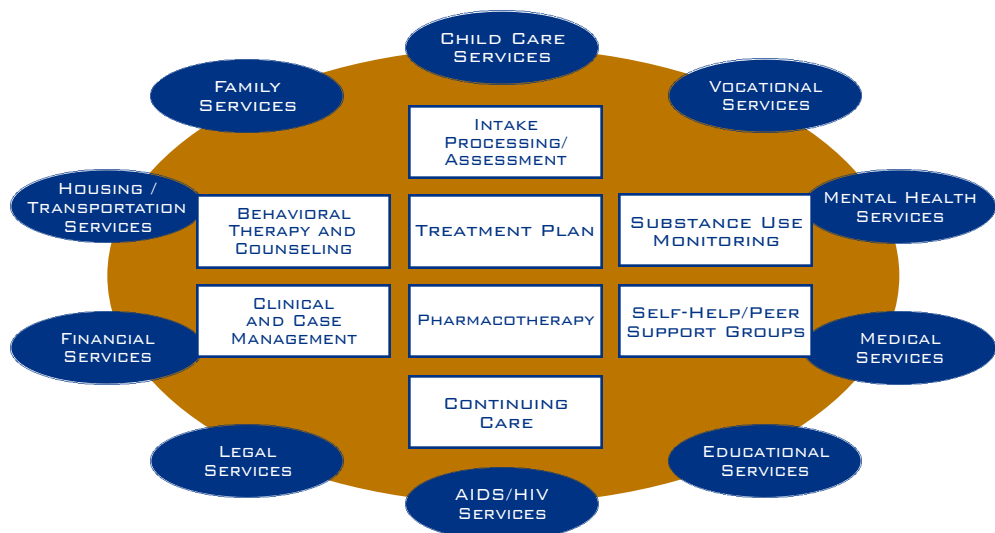 Child Care
Services
Family
Services
Vocational
Services
Intake
Processing/
Assessment
Housing /
Transportation
Services
Mental Health
Services
Behavioral
Therapy and
Counseling
Treatment Plan
Substance Use
Monitoring
Clinical
and Case
Management
Pharmacotherapy
Self-Help/Peer
Support Groups
Financial
Services
Medical
Services
Continuing
Care
Legal
Services
Educational
Services
AIDS/HIV
Services